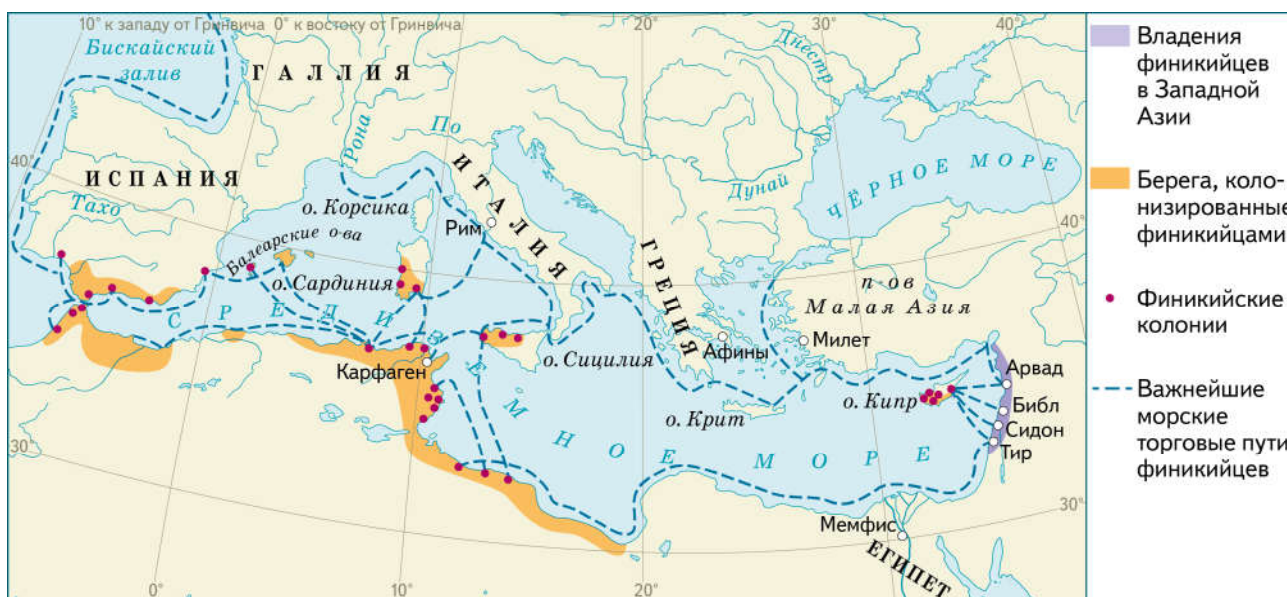 10° к западу от Гринвича 0° к востоку от Гринвича
20°
30°
40°
Бискайский
залив
ГАЛЛИЯ
Днестр
Рона
По
40°
ИСПАНИЯ
Тахо
о. Корсика
ИТАЛИЯ
Рим
Дунай
ЧЁРНОЕ МОРЕ
40°
Балеарские о-ва
о. Сардиния
ГРЕЦИЯ
п-ов
Малая Азия
СРЕДИЗЕМНОЕ МОРЕ
Карфаген
о. Сицилия
Афины
Милет
Арвад
о. Кипр
Библ
о. Крит
Сидон
Тир
30°
30°
Мемфис
ЕГИПЕТ
0°
10°
20°
Владения
финикийцев
в Западной
Азии
Берега, коло-
низированные
финикийцами
Финикийские
колонии
Важнейшие
морские
торговые пути
финикийцев